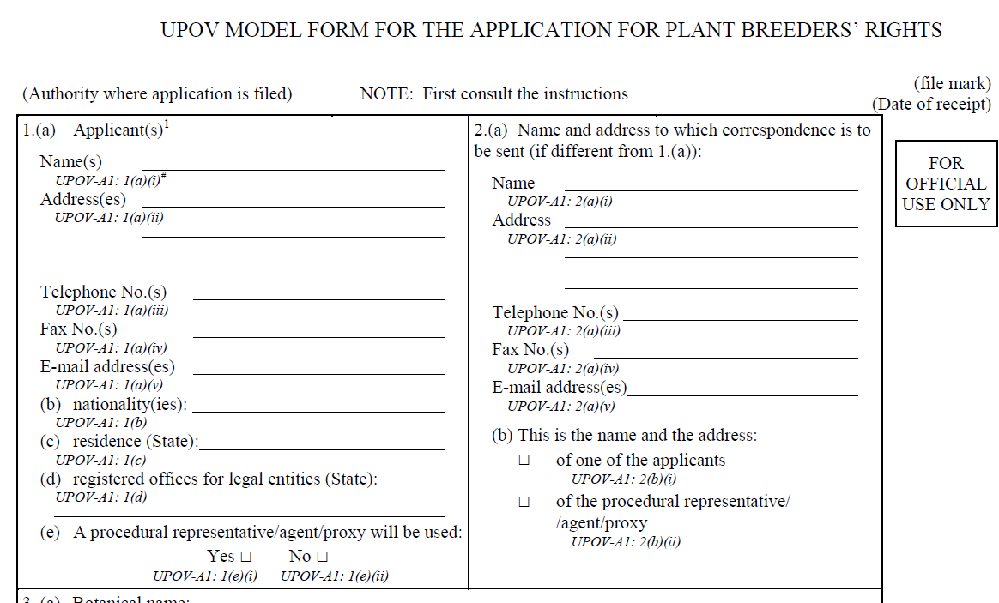 UPOV MODEL FORM FOR THE APPLICATION FOR PLANT BREEDERS’ RIGHTS
(Authority where application is filed) NOTE: First consult the instructions
(file mark)
(Date of receipt)
1.(a) Applicant(s)1
Name(s)
UPOV-A1: 1(a)(i)#
Address(es)
UPOV-A1: 1(a)(ii)
Telephone No.(s)
UPOV-A1: 1(a)(iii)
Fax No.(s)
UPOV-A1: 1(a)(iv)
E-mail address(es)
UPOV-A1: 1(a)(v)
(b) nationality(ies):
UPOV-A1: 1(b)
(c) residence (State):
UPOV-A1: 1(c)
(d) registered offices for legal entities (State):
UPOV-A1: 1(d)
(e) A procedural representative/agent/proxy will be used:
Yes □ No □
UPOV-A1: 1(e)(i) UPOV-A1: 1(e)(ii)
2.(a) Name and address to which correspondence is to
be sent (if different from 1.(a)):
Name
UPOV-A1: 2(a)(i)
Address
UPOV-A1: 2(a)(ii)
Telephone No.(s)
UPOV-A1: 2(a)(iii)
Fax No.(s)
UPOV-A1: 2(a)(iv)
E-mail address(es)
UPOV-A1: 2(a)(v)
(b) This is the name and the address:
□ of one of the applicants
UPOV-A1: 2(b)(i)
□ of the procedural representative/
/agent/proxy
UPOV-A1: 2(b)(ii)
FOR
OFFICIAL
USE ONLY
3. (a) Botanical name: